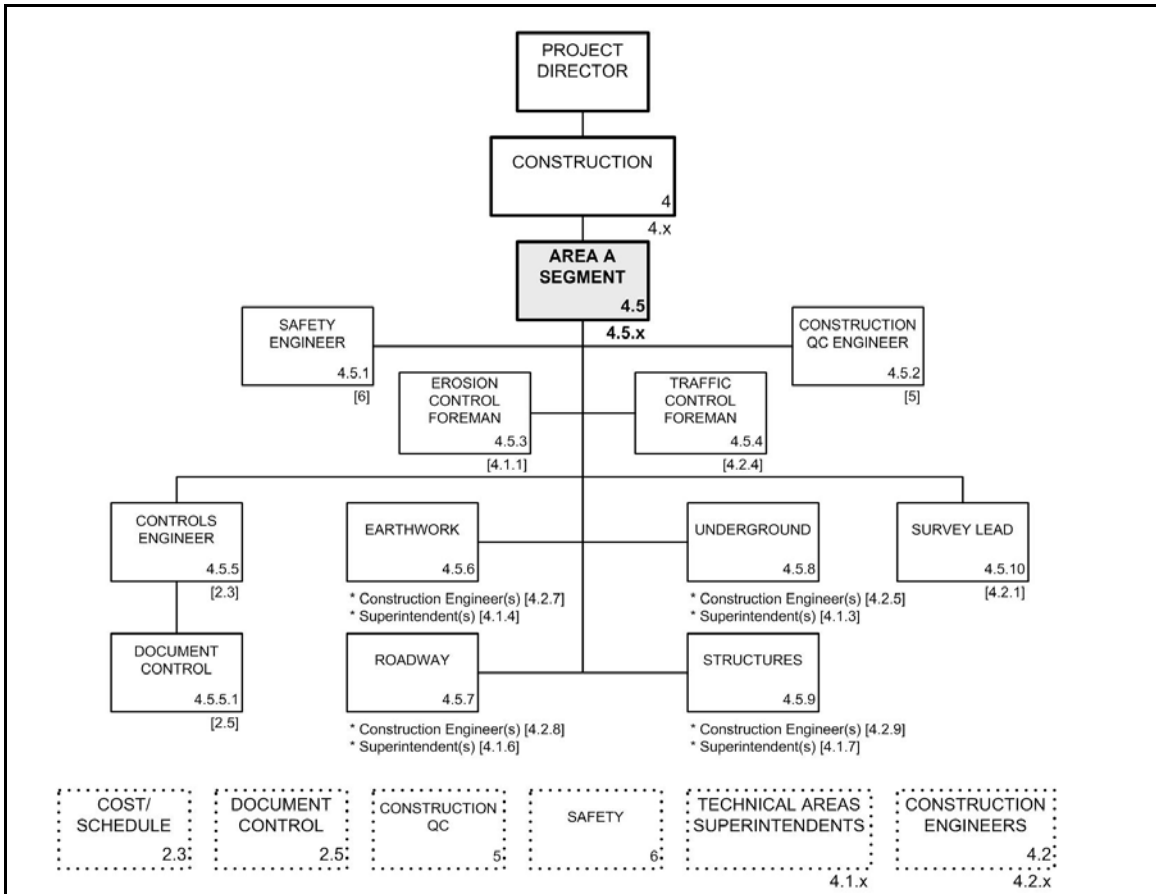 PROJECT
DIRECTOR
CONSTRUCTION
4
4.x
AREA A
SEGMENT
4.5
4.5.x
SAFETY
ENGINEER
4.5.1
[6]
CONSTRUCTION
QC ENGINEER
4.5.2
[5]
EROSION
CONTROL
FOREMAN
4.5.3
[4.1.1]
TRAFFIC
CONTROL
FOREMAN
4.5.4
[4.2.4]
CONTROLS
ENGINEER
4.5.5
[2.3]
EARTHWORK
4.5.6
* Construction Engineer(s) [4.2.7]
* Superintendent(s) [4.1.4]
UNDERGROUND
4.5.8
* Construction Engineer(s) [4.2.5]
* Superintendent(s) [4.1.3]
SURVEY LEAD
4.5.10
[4.2.1]
DOCUMENT
CONTROL
4.5.5.1
[2.5]
ROADWAY
4.5.7
* Construction Engineer(s) [4.2.8]
* Superintendent(s) [4.1.6]
STRUCTURES
4.5.9
* Construction Engineer(s) [4.2.9]
* Superintendent(s) [4.1.7]
COST/
SCHEDULE
2.3
DOCUMENT
CONTROL
2.5
CONSTRUCTION
QC
5
SAFETY
6
TECHNICAL AREAS
SUPERINTENDENTS
4.1.x
CONSTRUCTION
ENGINEERS
4.2
4.2.x